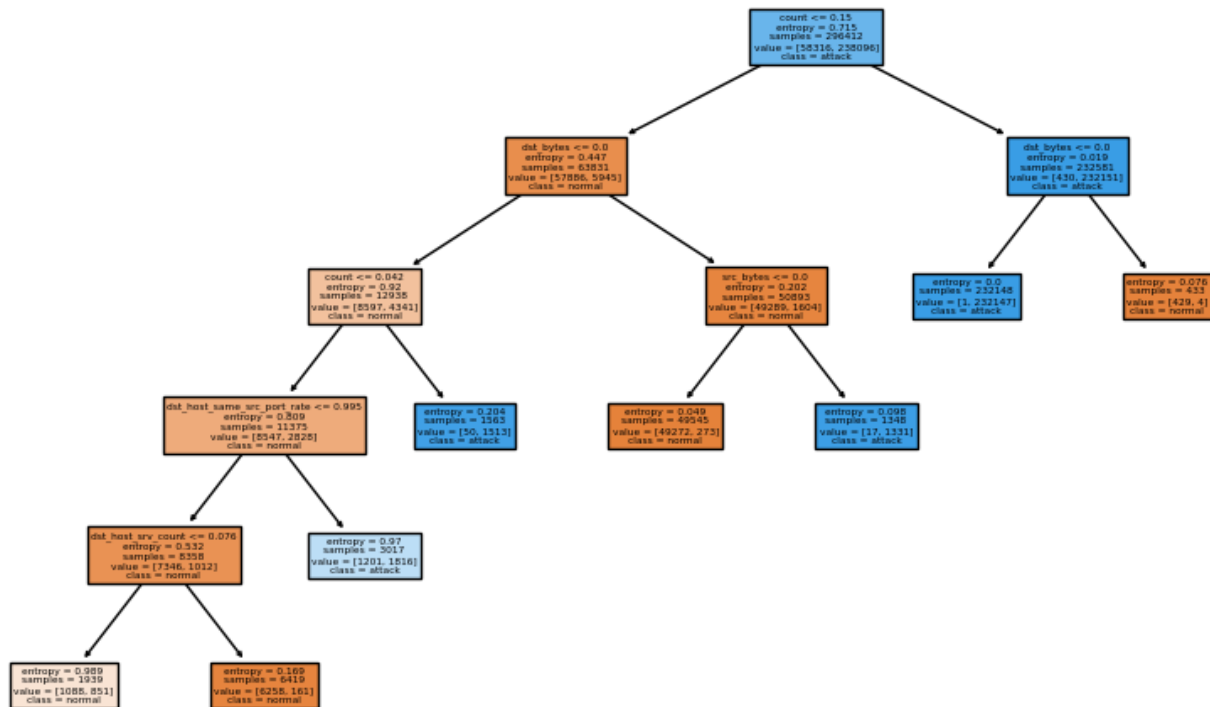 count <= 0.15
entropy = 0.715
samples = 296412
value = [58316, 238096]
class = attack
dst_bytes <= 0.0
entropy = 0.447
samples = 63831
value = [57886, 5945]
class = normal
dst_bytes <= 0.0
entropy = 0.019
samples = 232581
value = [430, 232151]
class = attack
count <= 0.042
entropy = 0.92
samples = 12938
value = [8597, 4341]
class = normal
src_bytes <= 0.0
entropy = 0.202
samples = 50893
value = [49289, 1604]
class = normal
entropy = 0.0
samples = 232148
value = [1, 232147]
class = attack
entropy = 0.076
samples = 433
value = [429, 4]
class = normal
dst_host_same_src_port_rate <= 0.995
entropy = 0.809
samples = 11375
value = [8547, 2828]
class = normal
entropy = 0.204
samples = 1563
value = [50, 1513]
class = attack
entropy = 0.049
samples = 49545
value = [49272, 273]
class = normal
entropy = 0.098
samples = 1348
value = [17, 1331]
class = attack
dst_host_srv_count <= 0.076
entropy = 0.532
samples = 8358
value = [7346, 1012]
class = normal
entropy = 0.97
samples = 3017
value = [1201, 1816]
class = attack
entropy = 0.989
samples = 1939
value = [1088, 851]
class = normal
entropy = 0.169
samples = 6419
value = [6258, 161]
class = normal